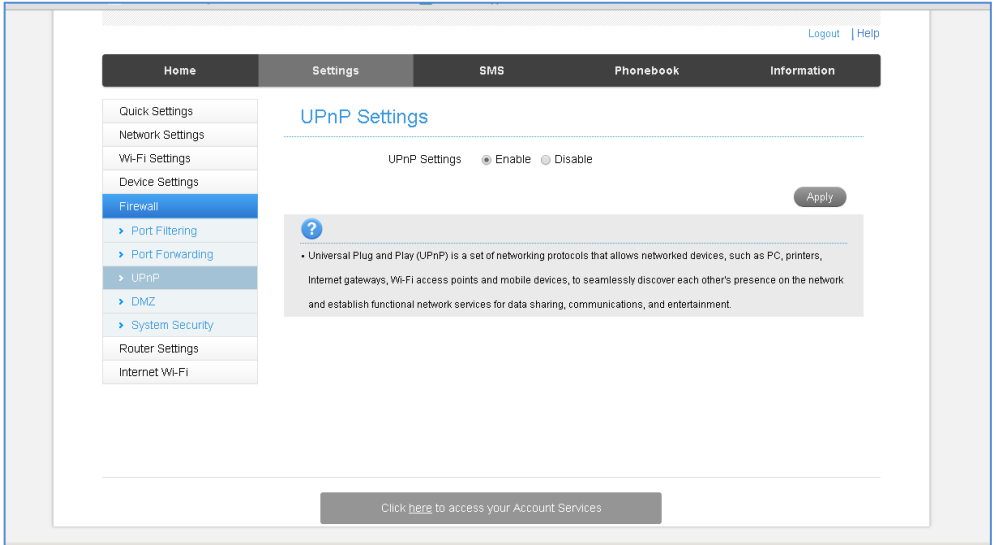 Logout | Help
Home Settings SMS Phonebook Information
Quick Settings
Network Settings
Wi-Fi Settings
Device Settings
Firewall
Port Filtering
Port Forwarding
UPnP
DMZ
System Security
Router Settings
Internet Wi-Fi
UPnP Settings
UPnP Settings Enable Disable
Apply
?
• Universal Plug and Play (UPnP) is a set of networking protocols that allows networked devices, such as PC, printers,
Internet gateways, Wi-Fi access points and mobile devices, to seamlessly discover each other's presence on the network
and establish functional network services for data sharing, communications, and entertainment.
Click here to access your Account Services